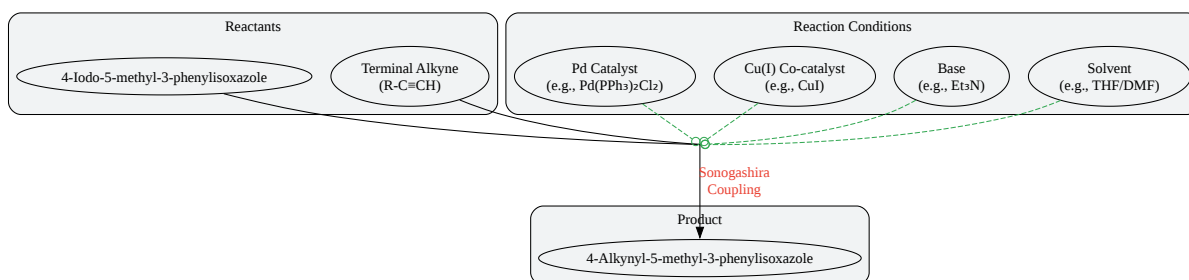 Reactants
Reaction Conditions
4-Iodo-5-methyl-3-phenylisoxazole
Terminal Alkyne
(R-C≡CH)
Pd Catalyst
(e.g., Pd(PPh₃)₂Cl₂)
Cu(I) Co-catalyst
(e.g., CuI)
Base
(e.g., Et₃N)
Solvent
(e.g., THF/DMF)
Sonogashira
Coupling
Product
4-Alkynyl-5-methyl-3-phenylisoxazole